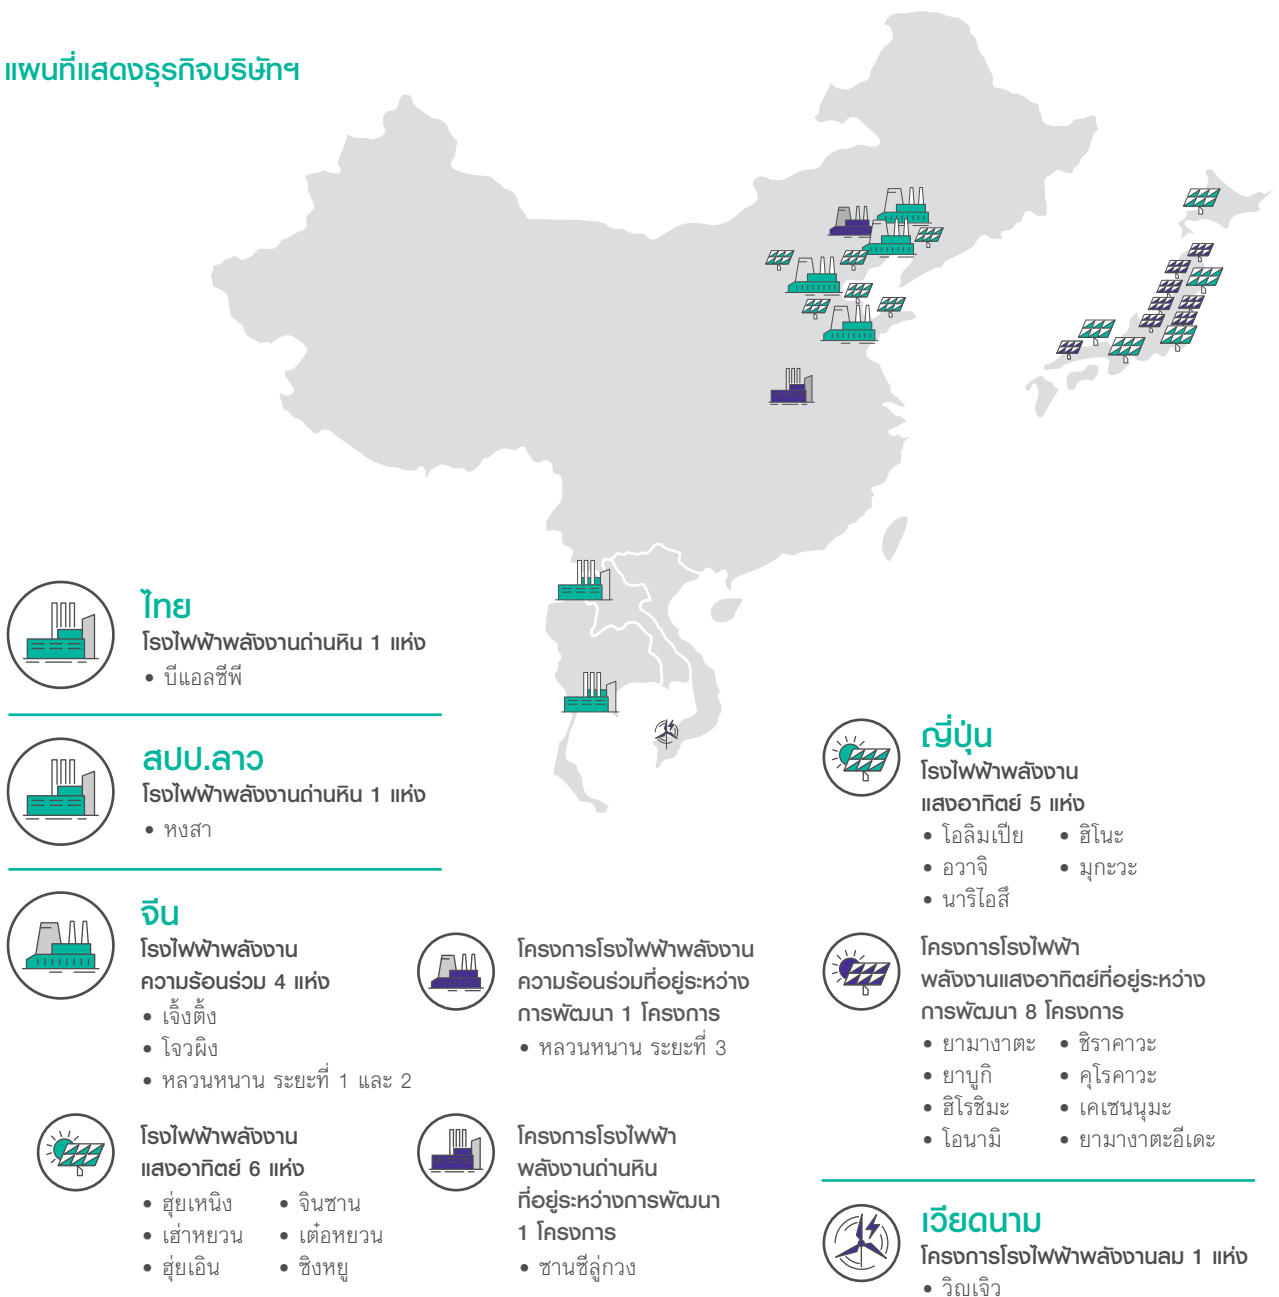 แผนที่แสดงธุรกิจบริษัทฯ
ไทย
โรงไฟฟ้าพลังงานถ่านหิน 1 แห่ง
• บีแอลซีพี
สปป.ลาว
โรงไฟฟ้าพลังงานถ่านหิน 1 แห่ง
• หงสา
จีน
โรงไฟฟ้าพลังงาน
ความร้อนร่วม 4 แห่ง
• เจิ้งติ้ง
• โจวผิง
• หลวนหนาน ระยะที่ 1 และ 2
โรงไฟฟ้าพลังงาน
แสงอาทิตย์ 6 แห่ง
• ฮุ่ยเหนิง
• จินซาน
• เฮ่าหยวน
• เต๋อหยวน
• ฮุ่ยเอิน
• ซิงหยู
โครงการโรงไฟฟ้าพลังงาน
ความร้อนร่วมที่อยู่ระหว่าง
การพัฒนา 1 โครงการ
• หลวนหนาน ระยะที่ 3
โครงการโรงไฟฟ้า
พลังงานถ่านหิน
ที่อยู่ระหว่างการพัฒนา
1 โครงการ
• ซานซีลู่กวง
ญี่ปุ่น
โรงไฟฟ้าพลังงาน
แสงอาทิตย์ 5 แห่ง
• โอลิมเปีย
• ฮิโนะ
• อวาจิ
• มุกะวะ
• นาริไอสึ
โครงการโรงไฟฟ้า
พลังงานแสงอาทิตย์ที่อยู่ระหว่าง
การพัฒนา 8 โครงการ
• ยามางาตะ
• ชิราคาวะ
• ยาบูกิ
• คุโรคาวะ
• ฮิโรชิมะ
• เคเซนนุมะ
• โอนามิ
• ยามางาตะอีเดะ
เวียดนาม
โครงการโรงไฟฟ้าพลังงานลม 1 แห่ง
• วิญเจิว